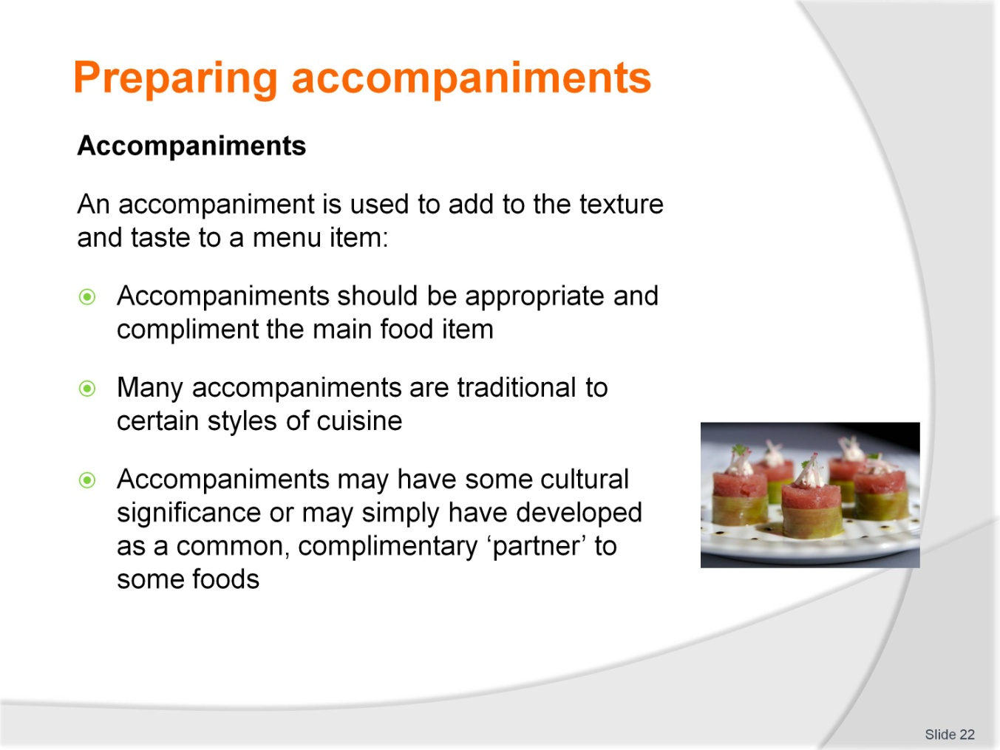 Preparing accompaniments
Accompaniments
An accompaniment is used to add to the texture
and taste to a menu item:
Accompaniments should be appropriate and
compliment the main food item
Many accompaniments are traditional to
certain styles of cuisine
Accompaniments may have some cultural
significance or may simply have developed
as a common, complimentary ‘partner’ to
some foods
Slide 22